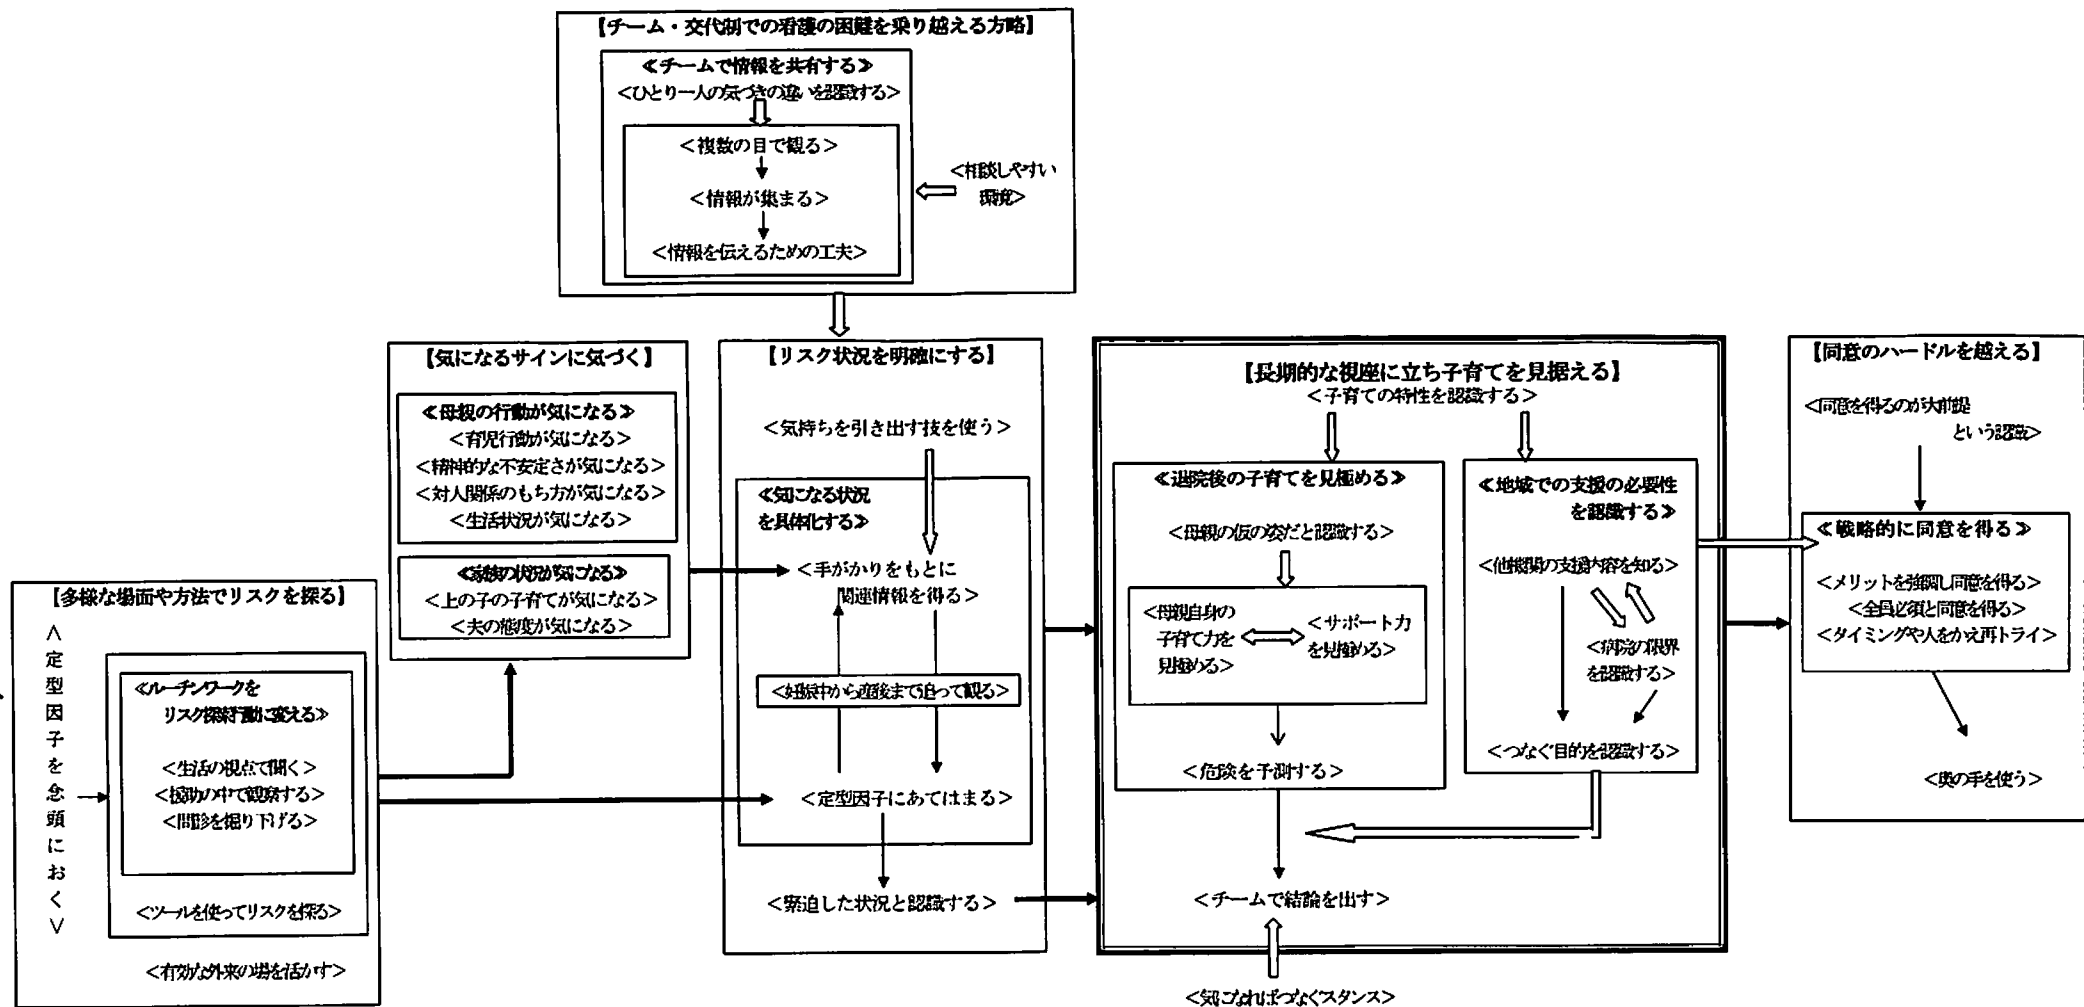 【チーム・交代制での看護の困難を乗り越える方略】
≪チームで情報を共有する≫
<ひとり一人の気づきの違いを認識する>
<複数の目で観る>
<情報が集まる>
<情報を伝えるための工夫>
<相談しやすい
環境>
【多様な場面や方法でリスクを探る】
<定型因子を念頭におく>
≪ルーチンワークを
リスク探索行動に変える≫
<生活の視点で聞く>
<援助の中で観察する>
<問診を掘り下げる>
<ツールを使ってリスクを探る>
<有効な外来の場を活かす>
【気になるサインに気づく】
≪母親の行動が気になる≫
<育児行動が気になる>
<精神的な不安定さが気になる>
<対人関係のもち方が気になる>
<生活状況が気になる>
≪家族の状況が気になる≫
<上の子の子育てが気になる>
<夫の態度が気になる>
【リスク状況を明確にする】
<気持ちを引き出す技を使う>
≪気になる状況
を具体化する≫
<手がかりをもとに
関連情報を得る>
<妊娠中から産後まで追って観る>
<定型因子にあてはまる>
<緊迫した状況と認識する>
【長期的な視座に立ち子育てを見据える】
<子育ての特性を認識する>
≪退院後の子育てを見極める≫
<母親の仮の姿だと認識する>
<母親自身の
子育て力を
見極める>
<サポート力
を見極める>
<危険を予測する>
≪地域での支援の必要性
を認識する≫
<他機関の支援内容を知る>
<病院の限界
を認識する>
<つなぐ目的を認識する>
<チームで結論を出す>
<気になればつなぐスタンス>
【同意のハードルを越える】
<同意を得るのが大前提
という認識>
≪戦略的に同意を得る≫
<メリットを強調し同意を得る>
<全員必須と同意を得る>
<タイミングや人をかえ再トライ>
<奥の手を使う>